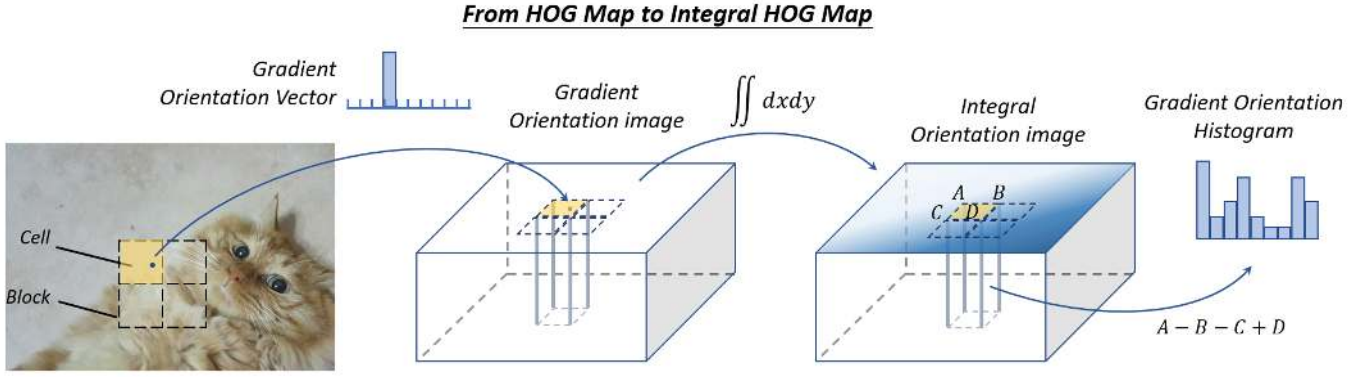 From HOG Map to Integral HOG Map
Gradient
Orientation Vector
Gradient
Orientation image
∬ dxdy
Integral
Orientation image
Gradient Orientation
Histogram
Cell
Block
A
B
C
D
A − B − C + D